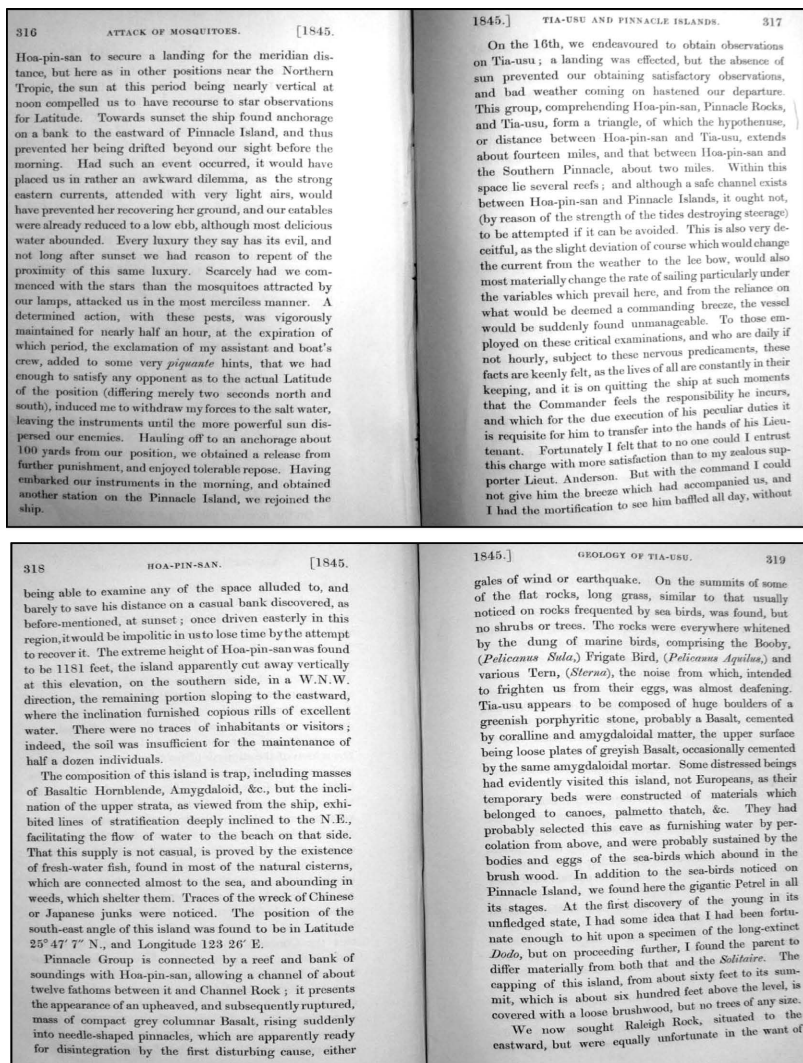 316 ATTACK OF MOSQUITOES. [1845.
Hoa-pin-san to secure a landing for the meridian dis-
tance, but here as in other positions near the Northern
Tropic, the sun at this period being nearly vertical at
noon compelled us to have recourse to star observations
for Latitude. Towards sunset the ship found anchorage
on a bank to the eastward of Pinnacle Island, and thus
prevented her being drifted beyond our sight before the
morning. Had such an event occurred, it would have
placed us in rather an awkward dilemma, as the strong
eastern currents, attended with very light airs, would
have prevented her recovering her ground, and our eatables
were already reduced to a low ebb, although most delicious
water abounded. Every luxury they say has its evil, and
not long after sunset we had reason to repent of the
proximity of this same luxury. Scarcely had we com-
menced with the stars than the mosquitoes attracted by
our lamps, attacked us in the most merciless manner. A
determined action, with these pests, was vigorously
maintained for nearly half an hour, at the expiration of
which period, the exclamation of my assistant and boat's
crew, added to some very piquante hints, that we had
enough to satisfy any opponent as to the actual Latitude
of the position (differing merely two seconds north and
south), induced me to withdraw my forces to the salt water,
leaving the instruments until the more powerful sun dis-
persed our enemies. Hauling off to an anchorage about
100 yards from our position, we obtained a release from
further punishment, and enjoyed tolerable repose. Having
embarked our instruments in the morning, and obtained
another station on the Pinnacle Island, we rejoined the
ship.
1845.] TIA-USU AND PINNACLE ISLANDS. 317
On the 16th, we endeavoured to obtain observations
on Tia-usu; a landing was effected, but the absence of
sun prevented our obtaining satisfactory observations,
and bad weather coming on hastened our departure.
This group, comprehending Hoa-pin-san, Pinnacle Rocks,
and Tia-usu, form a triangle, of which the hypothenuse,
or distance between Hoa-pin-san and Tia-usu, extends
about fourteen miles, and that between Hoa-pin-san and
the Southern Pinnacle, about two miles. Within this
space lie several reefs; and although a safe channel exists
between Hoa-pin-san and Pinnacle Islands, it ought not,
(by reason of the strength of the tides destroying steerage)
to be attempted if it can be avoided. This is also very de-
ceitful, as the slight deviation of course which would change
the current from the weather to the lee bow, would also
most materially change the rate of sailing particularly under
the variables which prevail here, and from the reliance on
what would be deemed a commanding breeze, the vessel
would be suddenly found unmanageable. To those em-
ployed on these critical examinations, and who are daily if
not hourly, subject to these nervous predicaments, these
facts are keenly felt, as the lives of all are constantly in their
keeping, and it is on quitting the ship at such moments
that the Commander feels the responsibility he incurs,
and which for the due execution of his peculiar duties it
is requisite for him to transfer into the hands of his Lieu-
tenant. Fortunately I felt that to no one could I entrust
this charge with more satisfaction than to my zealous sup-
porter Lieut. Anderson. But with the command I could
not give him the breeze which had accompanied us, and
I had the mortification to see him baffled all day, without
318 HOA-PIN-SAN. [1845.
being able to examine any of the space alluded to, and
barely to save his distance on a casual bank discovered, as
before-mentioned, at sunset; once driven easterly in this
region, it would be impolitic in us to lose time by the attempt
to recover it. The extreme height of Hoa-pin-san was found
to be 1181 feet, the island apparently cut away vertically
at this elevation, on the southern side, in a W.N.W.
direction, the remaining portion sloping to the eastward,
where the inclination furnished copious rills of excellent
water. There were no traces of inhabitants or visitors;
indeed, the soil was insufficient for the maintenance of
half a dozen individuals.
The composition of this island is trap, including masses
of Basaltic Hornblende, Amygdaloid, &c., but the incli-
nation of the upper strata, as viewed from the ship, exhi-
bited lines of stratification deeply inclined to the N.E.,
facilitating the flow of water to the beach on that side.
That this supply is not casual, is proved by the existence
of fresh-water fish, found in most of the natural cisterns,
which are connected almost to the sea, and abounding in
weeds, which shelter them. Traces of the wreck of Chinese
or Japanese junks were noticed. The position of the
south-east angle of this island was found to be in Latitude
25° 47' 7" N., and Longitude 123 26' E.
Pinnacle Group is connected by a reef and bank of
soundings with Hoa-pin-san, allowing a channel of about
twelve fathoms between it and Channel Rock; it presents
the appearance of an upheaved, and subsequently ruptured,
mass of compact grey columnar Basalt, rising suddenly
into needle-shaped pinnacles, which are apparently ready
for disintegration by the first disturbing cause, either
1845.] GEOLOGY OF TIA-USU. 319
gales of wind or earthquake. On the summits of some
of the flat rocks, long grass, similar to that usually
noticed on rocks frequented by sea birds, was found, but
no shrubs or trees. The rocks were everywhere whitened
by the dung of marine birds, comprising the Booby,
(Pelicanus Sula,) Frigate Bird, (Pelicanus Aquilus,) and
various Tern, (Sterna), the noise from which, intended
to frighten us from their eggs, was almost deafening.
Tia-usu appears to be composed of huge boulders of a
greenish porphyritic stone, probably a Basalt, cemented
by coralline and amygdaloidal matter, the upper surface
being loose plates of greyish Basalt, occasionally cemented
by the same amygdaloidal mortar. Some distressed beings
had evidently visited this island, not Europeans, as their
temporary beds were constructed of materials which
belonged to canoes, palmetto thatch, &c. They had
probably selected this cave as furnishing water by per-
colation from above, and were probably sustained by the
bodies and eggs of the sea-birds which abound in the
brush wood. In addition to the sea-birds noticed on
Pinnacle Island, we found here the gigantic Petrel in all
its stages. At the first discovery of the young in its
unfledged state, I had some idea that I had been fortu-
nate enough to hit upon a specimen of the long-extinct
Dodo, but on proceeding further, I found the parent to
differ materially from both that and the Solitaire. The
capping of this island, from about sixty feet to its sum-
mit, which is about six hundred feet above the level, is
covered with a loose brushwood, but no trees of any size.
We now sought Raleigh Rock, situated to the
eastward, but were equally unfortunate in the want of